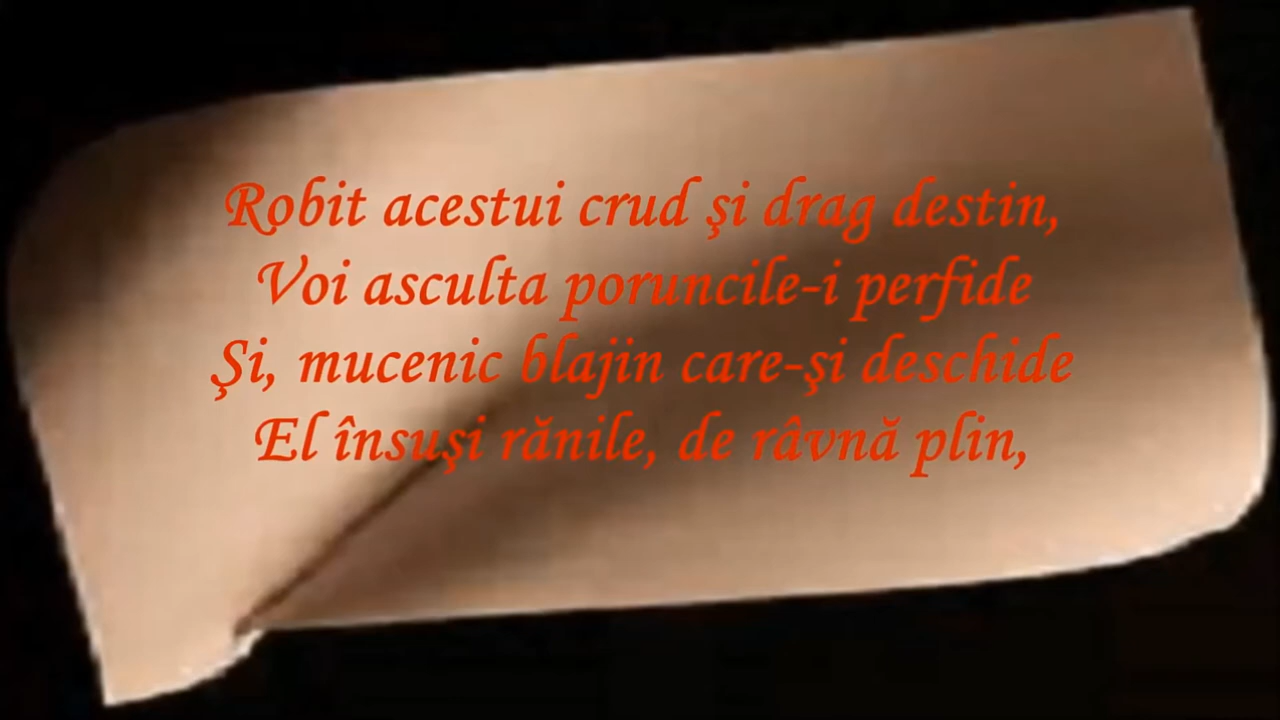 Robit acestui crud şi drag destin,
Voi asculta poruncile-i perfide
Şi, mucenic blajin care-şi deschide
El însuşi rănile, de râvnă plin,